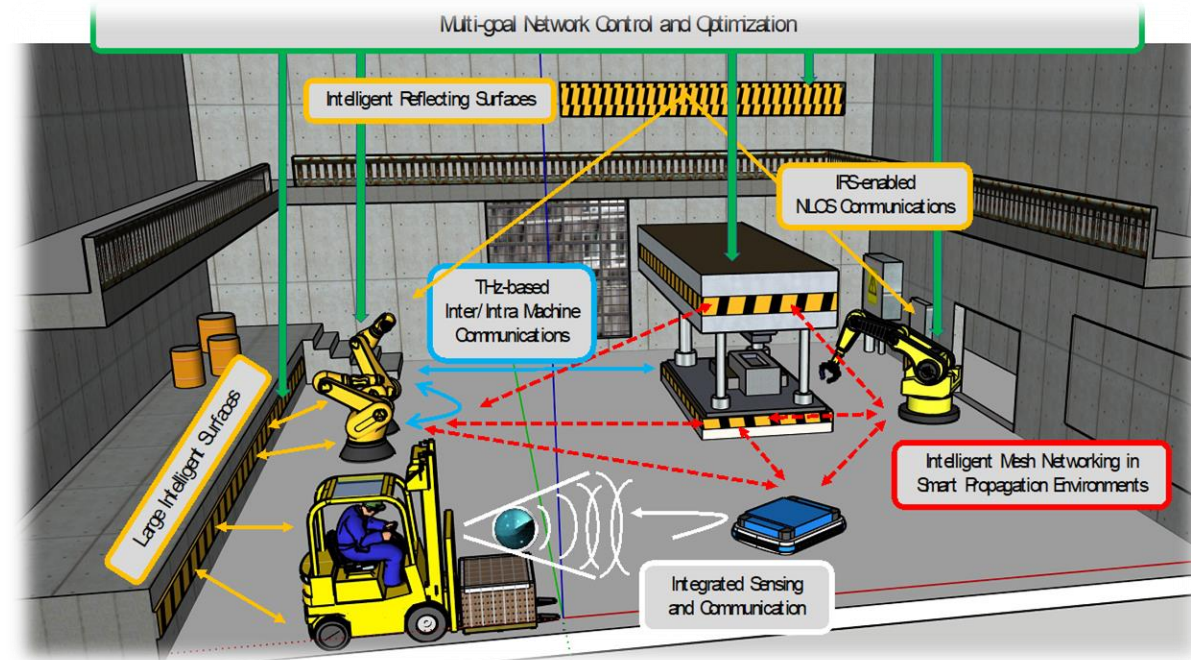 Multi-goal Network Control and Optimization
Intelligent Reflecting Surfaces
IRS-enabled
NLOS Communications
THz-based
Inter/Intra Machine
Communications
Large Intelligent Surfaces
Intelligent Mesh Networking in
Smart Propagation Environments
Integrated Sensing
and Communication